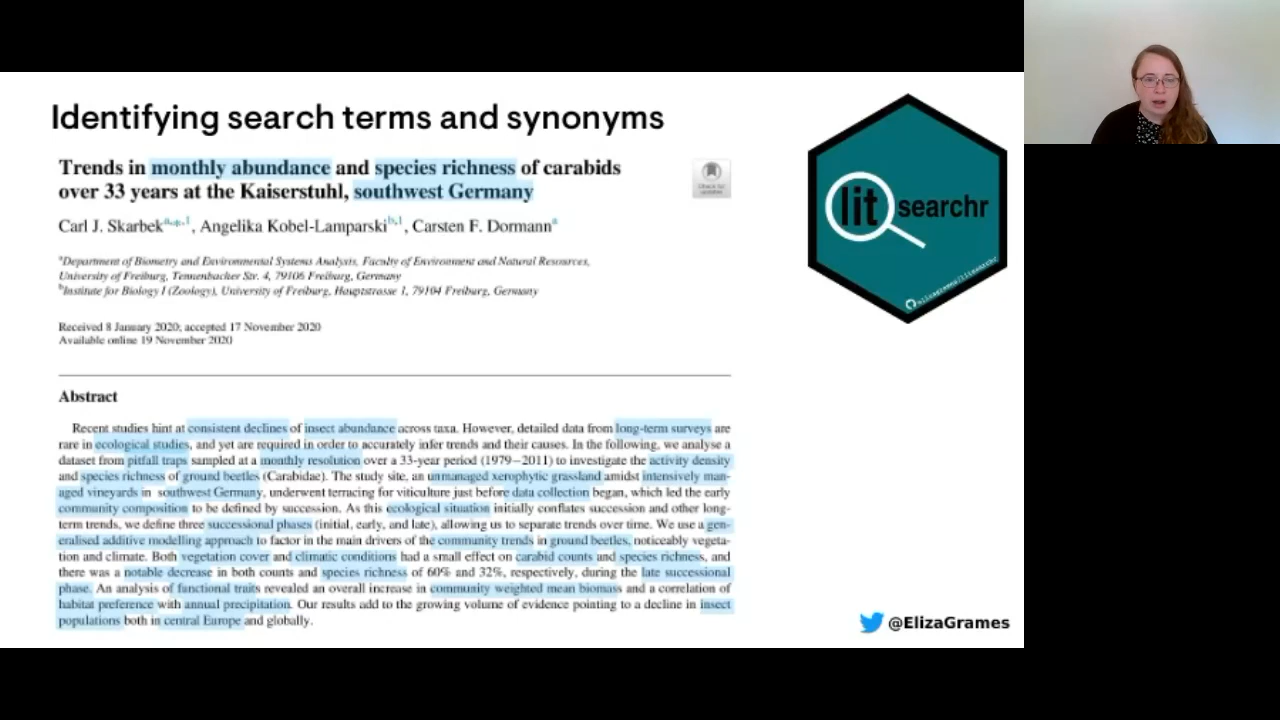 Identifying search terms and synonyms
Trends in monthly abundance and species richness of carabids
over 33 years at the Kaiserstuhl, southwest Germany
Check for
updates
Carl J. Skarbek a,*,1, Angelika Kobel-Lamparski b,1, Carsten F. Dormann a
a Department of Biometry and Environmental Systems Analysis, Faculty of Environment and Natural Resources,
University of Freiburg, Tennenbacher Str. 4, 79106 Freiburg, Germany
b Institute for Biology I (Zoology), University of Freiburg, Hauptstrasse 1, 79104 Freiburg, Germany
Received 8 January 2020; accepted 17 November 2020
Available online 19 November 2020
Abstract
Recent studies hint at consistent declines of insect abundance across taxa. However, detailed data from long-term surveys are
rare in ecological studies, and yet are required in order to accurately infer trends and their causes. In the following, we analyse a
dataset from pitfall traps sampled at a monthly resolution over a 33-year period (1979−2011) to investigate the activity density
and species richness of ground beetles (Carabidae). The study site, an unmanaged xerophytic grassland amidst intensively man-
aged vineyards in southwest Germany, underwent terracing for viticulture just before data collection began, which led the early
community composition to be defined by succession. As this ecological situation initially conflates succession and other long-
term trends, we define three successional phases (initial, early, and late), allowing us to separate trends over time. We use a gen-
eralised additive modelling approach to factor in the main drivers of the community trends in ground beetles, noticeably vegeta-
tion and climate. Both vegetation cover and climatic conditions had a small effect on carabid counts and species richness, and
there was a notable decrease in both counts and species richness of 60% and 32%, respectively, during the late successional
phase. An analysis of functional traits revealed an overall increase in community weighted mean biomass and a correlation of
habitat preference with annual precipitation. Our results add to the growing volume of evidence pointing to a decline in insect
populations both in central Europe and globally.
lit searchr
elizagrames/litsearchr
@ElizaGrames